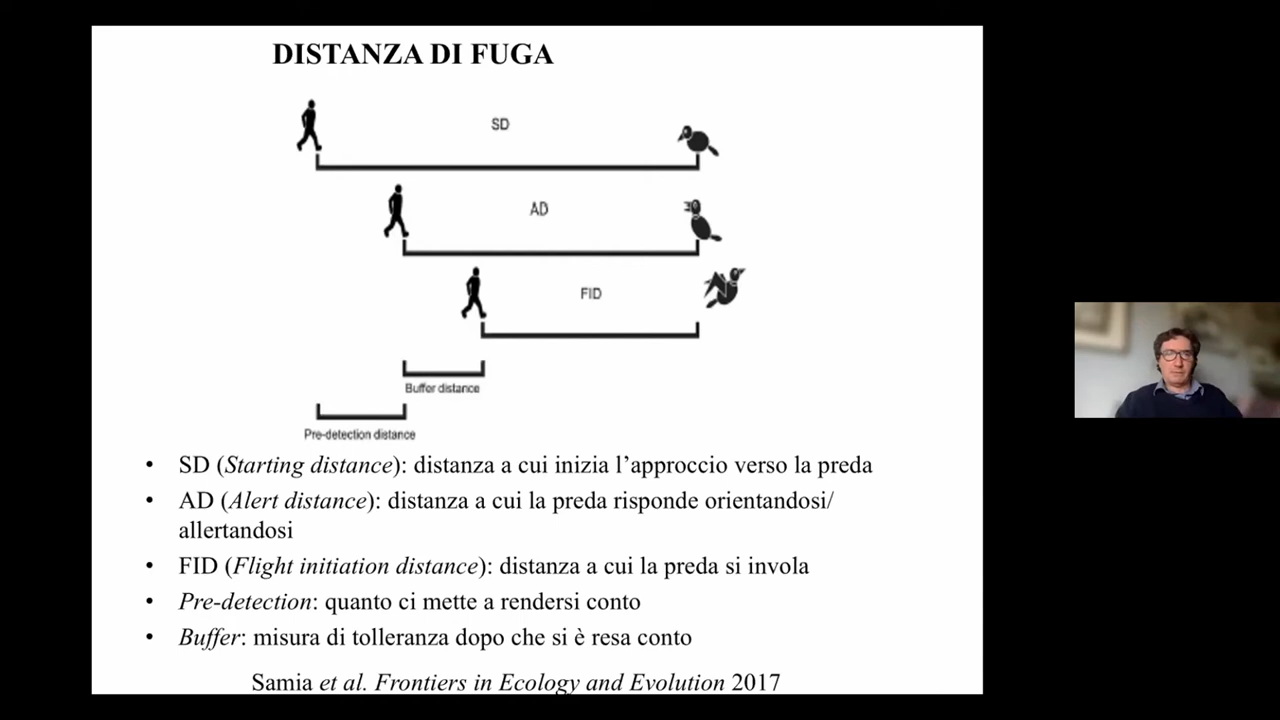 DISTANZA DI FUGA
SD
AD
FID
Buffer distance
Pre-detection distance
• SD (Starting distance): distanza a cui inizia l’approccio verso la preda
• AD (Alert distance): distanza a cui la preda risponde orientandosi/
allertandosi
• FID (Flight initiation distance): distanza a cui la preda si invola
• Pre-detection: quanto ci mette a rendersi conto
• Buffer: misura di tolleranza dopo che si è resa conto
Samia et al. Frontiers in Ecology and Evolution 2017